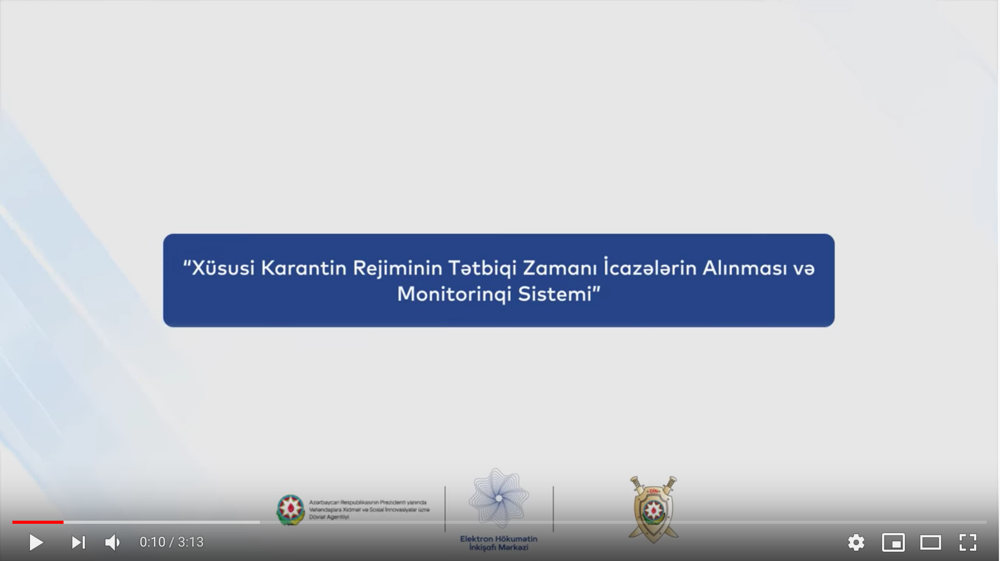 “Xüsusi Karantin Rejiminin Tətbiqi Zamanı İcazələrin Alınması və
Monitorinqi Sistemi”
Azərbaycan Respublikasının Prezidenti yanında
Vətəndaşlara Xidmət və Sosial İnnovasiyalar üzrə
Dövlət Agentliyi
Elektron Hökumətin
İnkişafı Mərkəzi
DİN
0:10 / 3:13